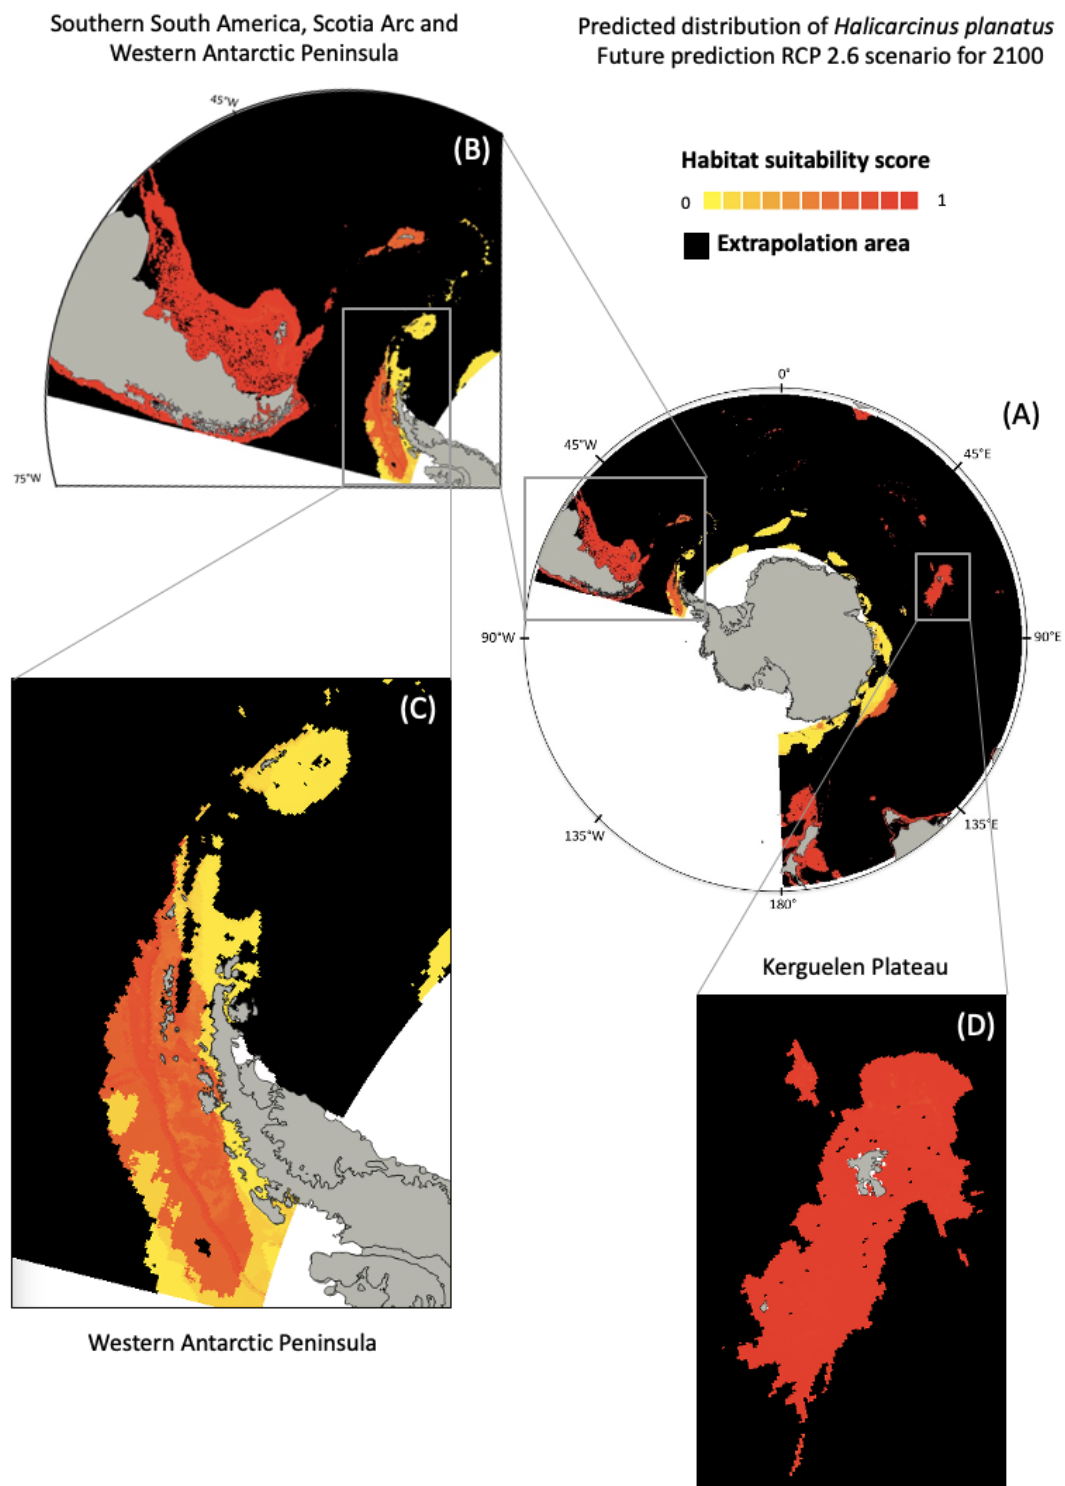 Southern South America, Scotia Arc and
Western Antarctic Peninsula
Predicted distribution of Halicarcinus planatus
Future prediction RCP 2.6 scenario for 2100
45°W
(B)
Habitat suitability score
0 1
Extrapolation area
75°W
0°
(A)
45°W
45°E
90°W
90°E
135°W
135°E
180°
(C)
Kerguelen Plateau
(D)
Western Antarctic Peninsula